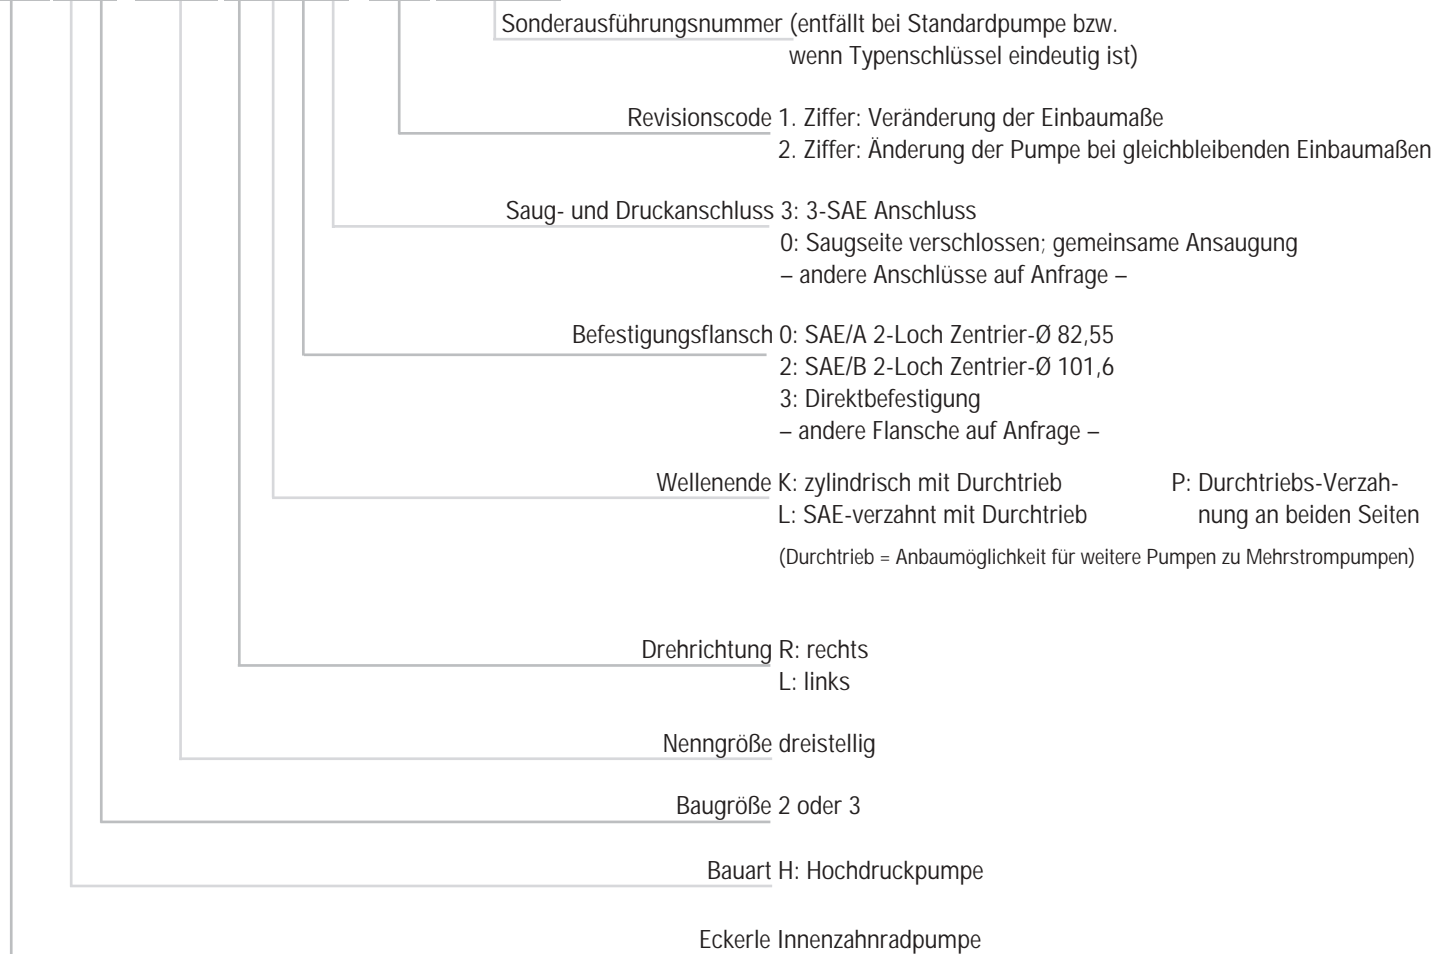 Sonderausführungsnummer (entfällt bei Standardpumpe bzw.
wenn Typenschlüssel eindeutig ist)
Revisionscode 1. Ziffer: Veränderung der Einbaumaße
2. Ziffer: Änderung der Pumpe bei gleichbleibenden Einbaumaßen
Saug- und Druckanschluss 3: 3-SAE Anschluss
0: Saugseite verschlossen; gemeinsame Ansaugung
– andere Anschlüsse auf Anfrage –
Befestigungsflansch 0: SAE/A 2-Loch Zentrier-Ø 82,55
2: SAE/B 2-Loch Zentrier-Ø 101,6
3: Direktbefestigung
– andere Flansche auf Anfrage –
Wellenende K: zylindrisch mit Durchtrieb P: Durchtriebs-Verzah-
L: SAE-verzahnt mit Durchtrieb nung an beiden Seiten
(Durchtrieb = Anbaumöglichkeit für weitere Pumpen zu Mehrstrompumpen)
Drehrichtung R: rechts
L: links
Nenngröße dreistellig
Baugröße 2 oder 3
Bauart H: Hochdruckpumpe
Eckerle Innenzahnradpumpe